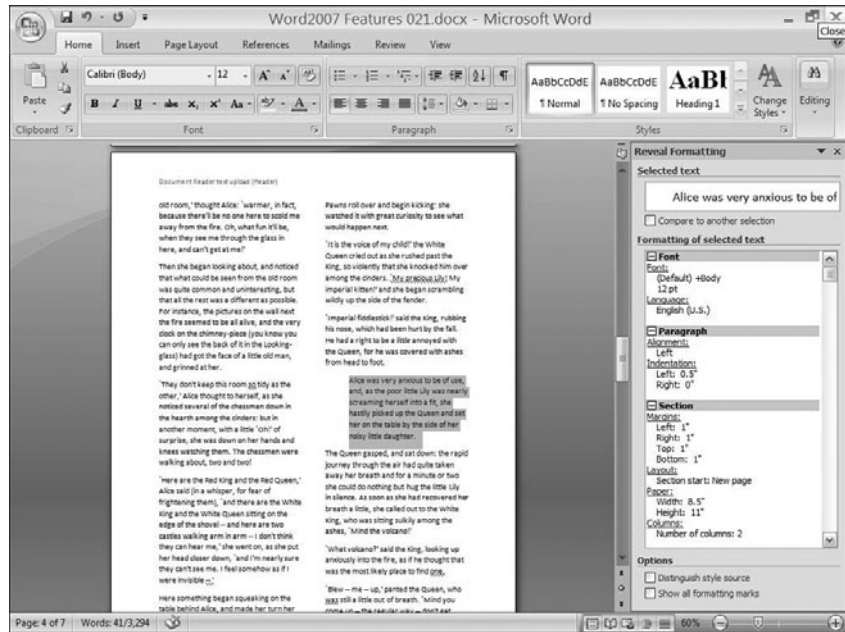 Word2007 Features 021.docx - Microsoft Word
Close
Home Insert Page Layout References Mailings Review View
Paste
Calibri (Body) 12 A A
B I U abe x₂ x² Aa A
AaBbCcDdE AaBbCcDdE AaBl
¶ Normal ¶ No Spacing Heading 1
Change Styles
Editing
Clipboard Font Paragraph Styles
Document Reader text upload (Header)
old room,' thought Alice: `warmer, in fact,
because there'll be no one here to scold me
away from the fire. Oh, what fun it'll be,
when they see me through the glass in
here, and can't get at me!'
Then she began looking about, and noticed
that what could be seen from the old room
was quite common and uninteresting, but
that all the rest was a different as possible.
For instance, the pictures on the wall next
the fire seemed to be all alive, and the very
clock on the chimney-piece (you know you
can only see the back of it in the Looking-
glass) had got the face of a little old man,
and grinned at her.
`They don't keep this room so tidy as the
other,' Alice thought to herself, as she
noticed several of the chessmen down in
the hearth among the cinders: but in
another moment, with a little `Oh!' of
surprise, she was down on her hands and
knees watching them. The chessmen were
walking about, two and two!
`Here are the Red King and the Red Queen,'
Alice said (in a whisper, for fear of
frightening them), `and there are the White
King and the White Queen sitting on the
edge of the shovel -- and here are two
castles walking arm in arm -- I don't think
they can hear me,' she went on, as she put
her head closer down, `and I'm nearly sure
they can't see me. I feel somehow as if I
were invisible --'
Here something began squeaking on the
table behind Alice, and made her turn her
Pawns roll over and begin kicking: she
watched it with great curiosity to see what
would happen next.
`It is the voice of my child!' the White
Queen cried out as she rushed past the
King, so violently that she knocked him over
among the cinders. `My precious Lily! My
imperial kitten!' and she began scrambling
wildly up the side of the fender.
`Imperial fiddlestick!' said the King, rubbing
his nose, which had been hurt by the fall.
He had a right to be a little annoyed with
the Queen, for he was covered with ashes
from head to foot.
Alice was very anxious to be of use,
and, as the poor little Lily was nearly
screaming herself into a fit, she
hastily picked up the Queen and set
her on the table by the side of her
noisy little daughter.
The Queen gasped, and sat down: the rapid
journey through the air had quite taken
away her breath and for a minute or two
she could do nothing but hug the little Lily
in silence. As soon as she had recovered her
breath a little, she called out to the White
King, who was sitting sulkily among the
ashes, `Mind the volcano!'
`What volcano?' said the King, looking up
anxiously into the fire, as if he thought that
was the most likely place to find one.
`Blew -- me -- up,' panted the Queen, who
was still a little out of breath. `Mind you
come up -- the regular way -- don't get
Reveal Formatting
Selected text
Alice was very anxious to be of
Compare to another selection
Formatting of selected text
Font
Font:
(Default) +Body
12 pt
Language:
English (U.S.)
Paragraph
Alignment:
Left
Indentation:
Left: 0.5"
Right: 0"
Section
Margins:
Left: 1"
Right: 1"
Top: 1"
Bottom: 1"
Layout:
Section start: New page
Paper:
Width: 8.5"
Height: 11"
Columns:
Number of columns: 2
Options
Distinguish style source
Show all formatting marks
Page: 4 of 7 Words: 41/3,294 60%